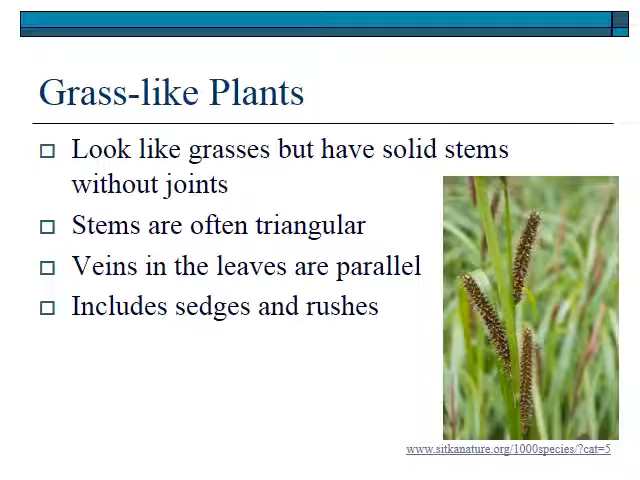 Grass-like Plants
Look like grasses but have solid stems
without joints
Stems are often triangular
Veins in the leaves are parallel
Includes sedges and rushes
www.sitkanature.org/1000species/?cat=5